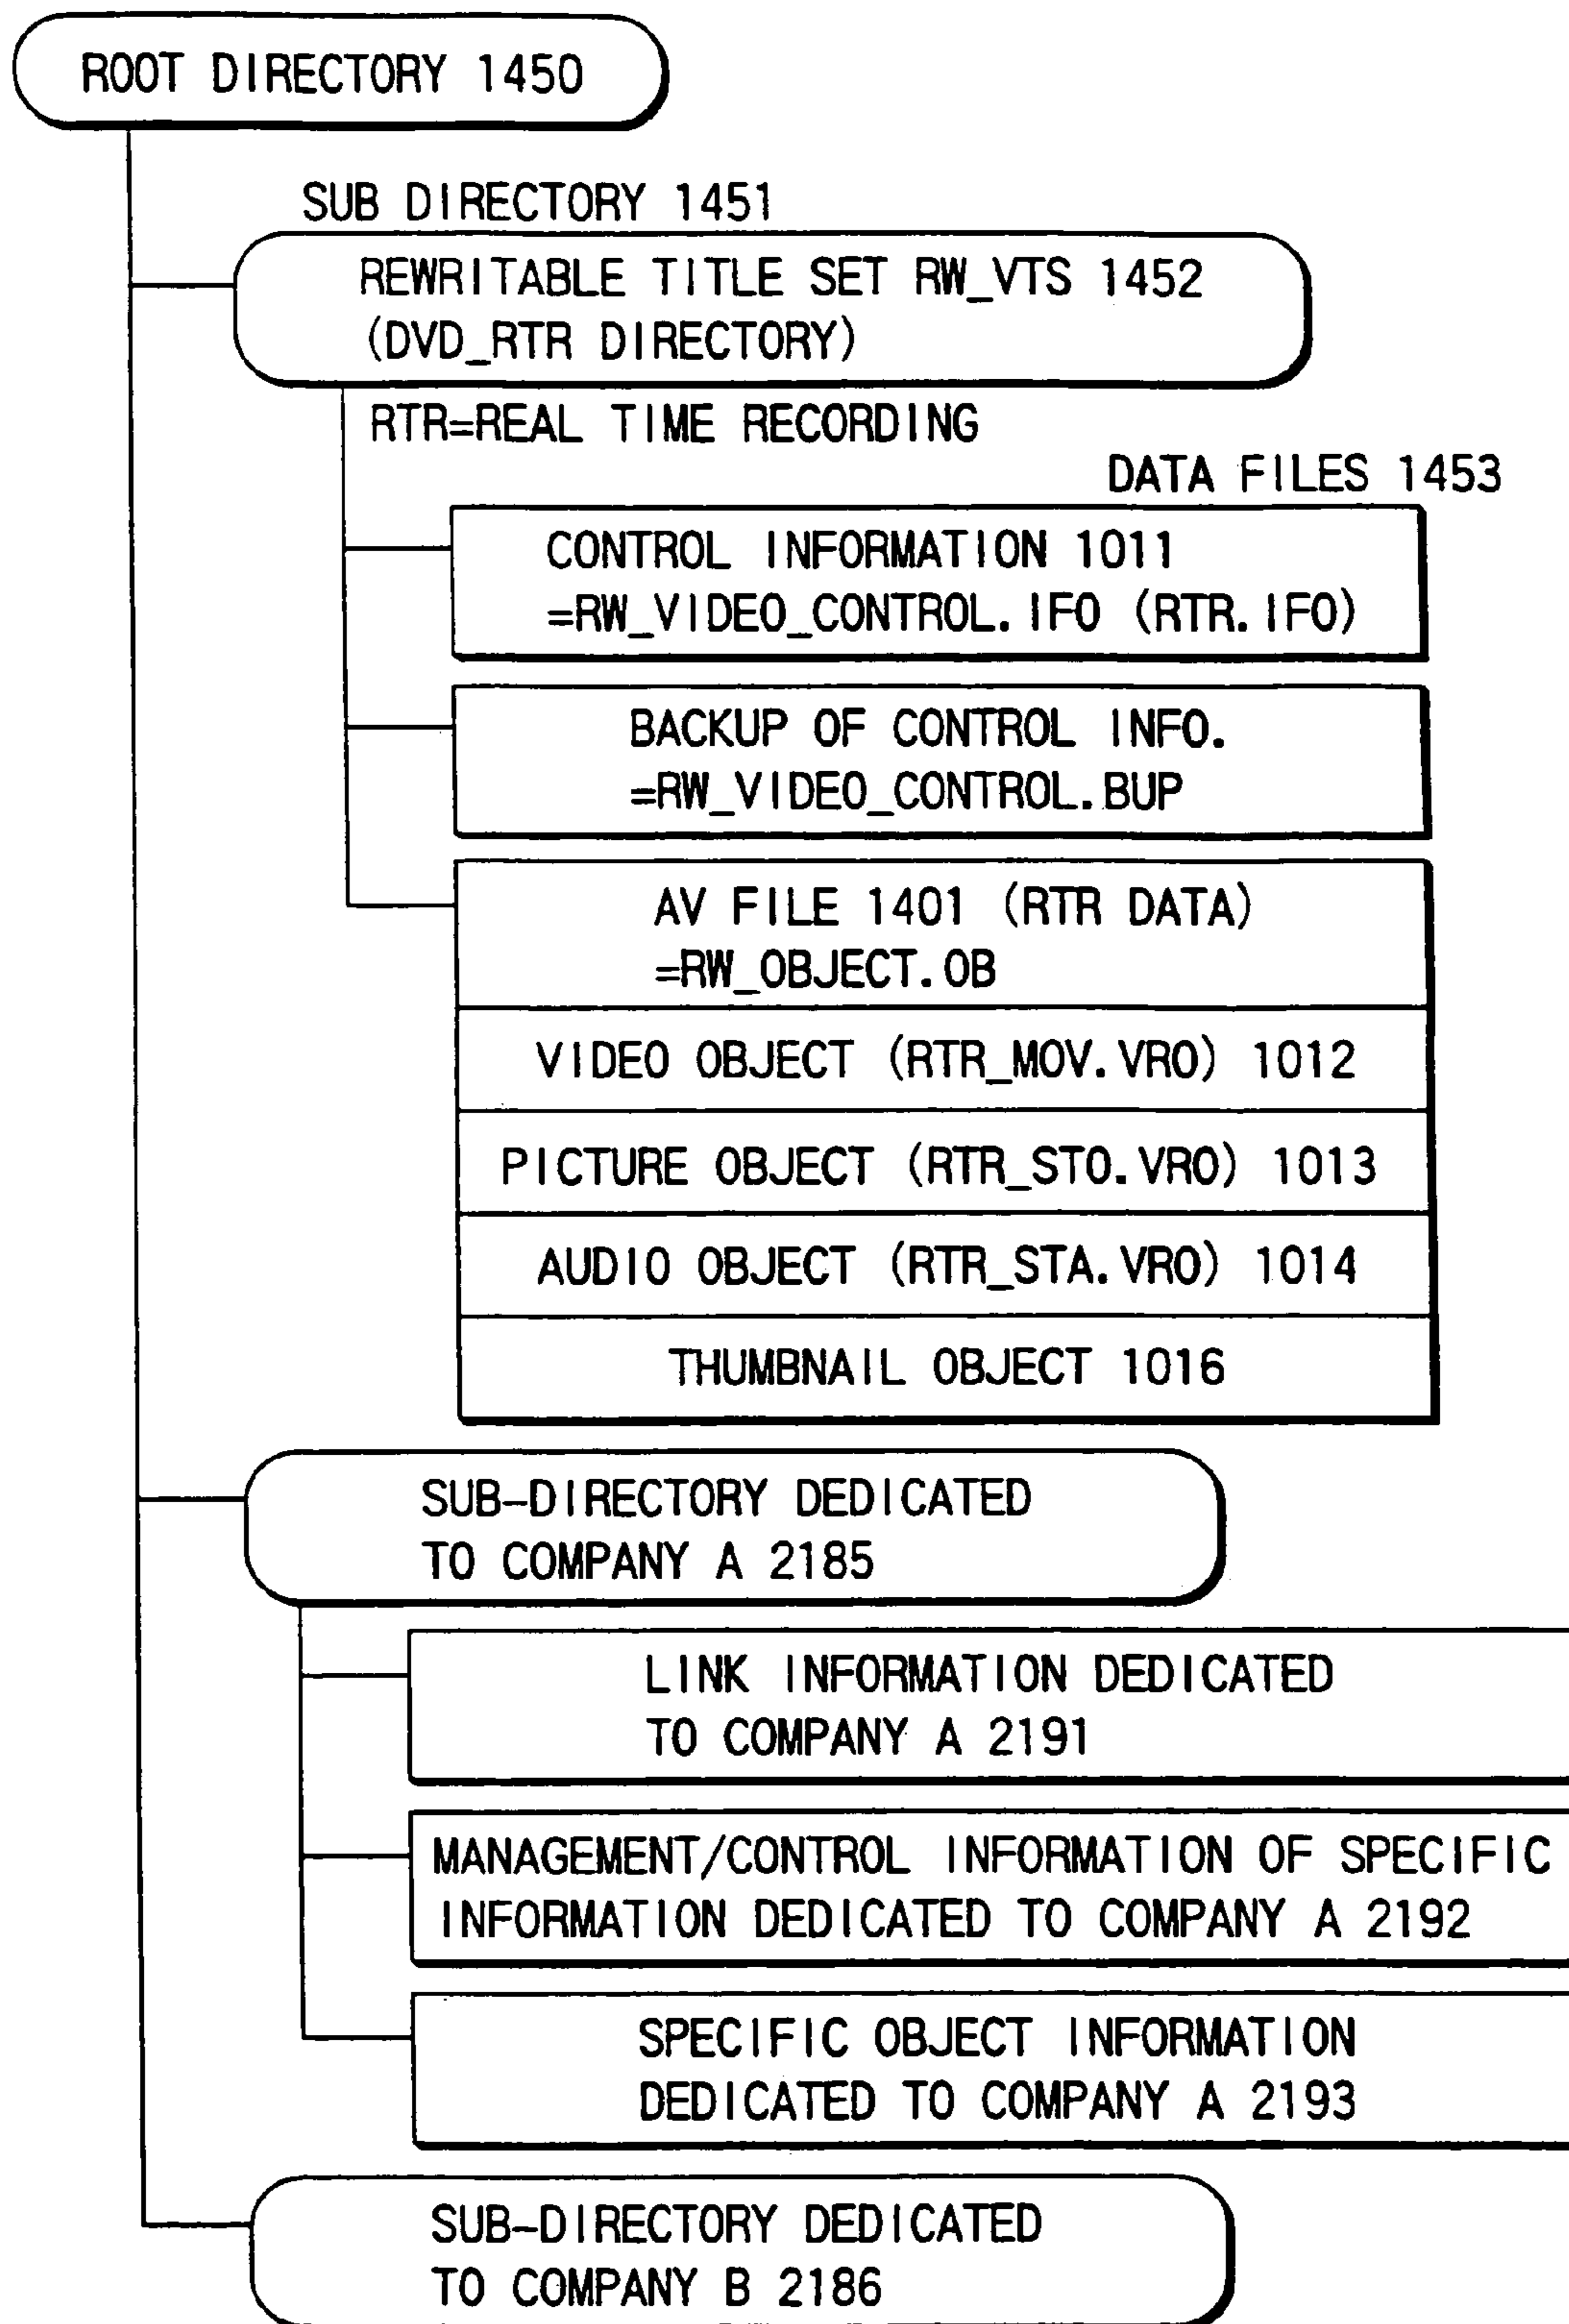 ROOT DIRECTORY 1450
SUB DIRECTORY 1451
REWRITABLE TITLE SET RW_VTS 1452
(DVD_RTR DIRECTORY)
RTR=REAL TIME RECORDING
DATA FILES 1453
CONTROL INFORMATION 1011
=RW_VIDEO_CONTROL.IFO (RTR.IFO)
BACKUP OF CONTROL INFO.
=RW_VIDEO_CONTROL.BUP
AV FILE 1401 (RTR DATA)
=RW_OBJECT.OB
VIDEO OBJECT (RTR_MOV.VRO) 1012
PICTURE OBJECT (RTR_STO.VRO) 1013
AUDIO OBJECT (RTR_STA.VRO) 1014
THUMBNAIL OBJECT 1016
SUB-DIRECTORY DEDICATED
TO COMPANY A 2185
LINK INFORMATION DEDICATED
TO COMPANY A 2191
MANAGEMENT/CONTROL INFORMATION OF SPECIFIC
INFORMATION DEDICATED TO COMPANY A 2192
SPECIFIC OBJECT INFORMATION
DEDICATED TO COMPANY A 2193
SUB-DIRECTORY DEDICATED
TO COMPANY B 2186